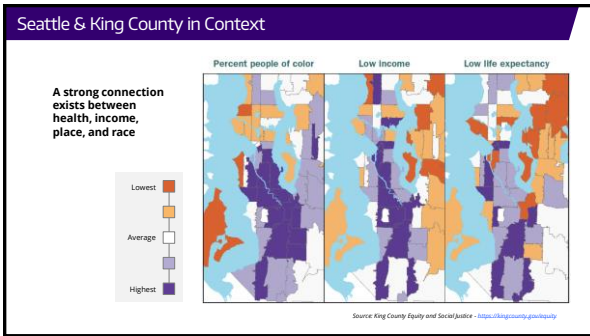 Seattle & King County in Context
A strong connection
exists between
health, income,
place, and race
Percent people of color
Low income
Low life expectancy
Lowest
Average
Highest
Source: King County Equity and Social Justice - https://kingcounty.gov/equity